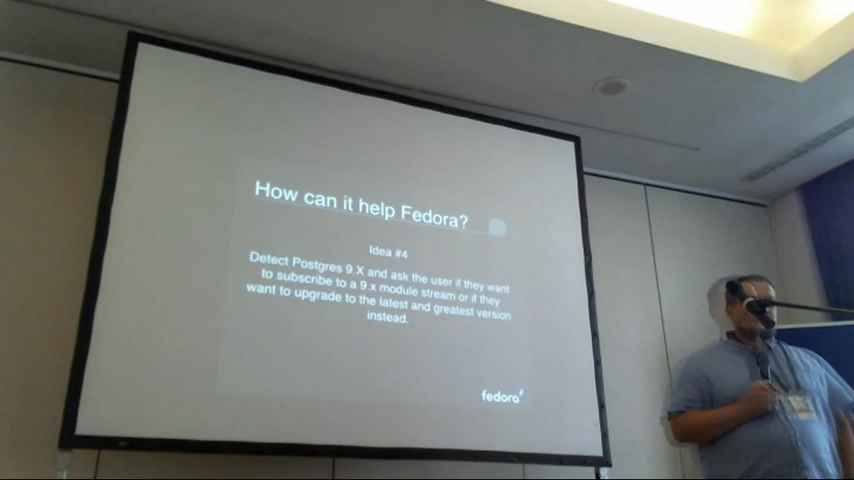 How can it help Fedora?
Idea #4
Detect Postgres 9.X and ask the user if they want
to subscribe to a 9.x module stream or if they
want to upgrade to the latest and greatest version
instead.
fedora